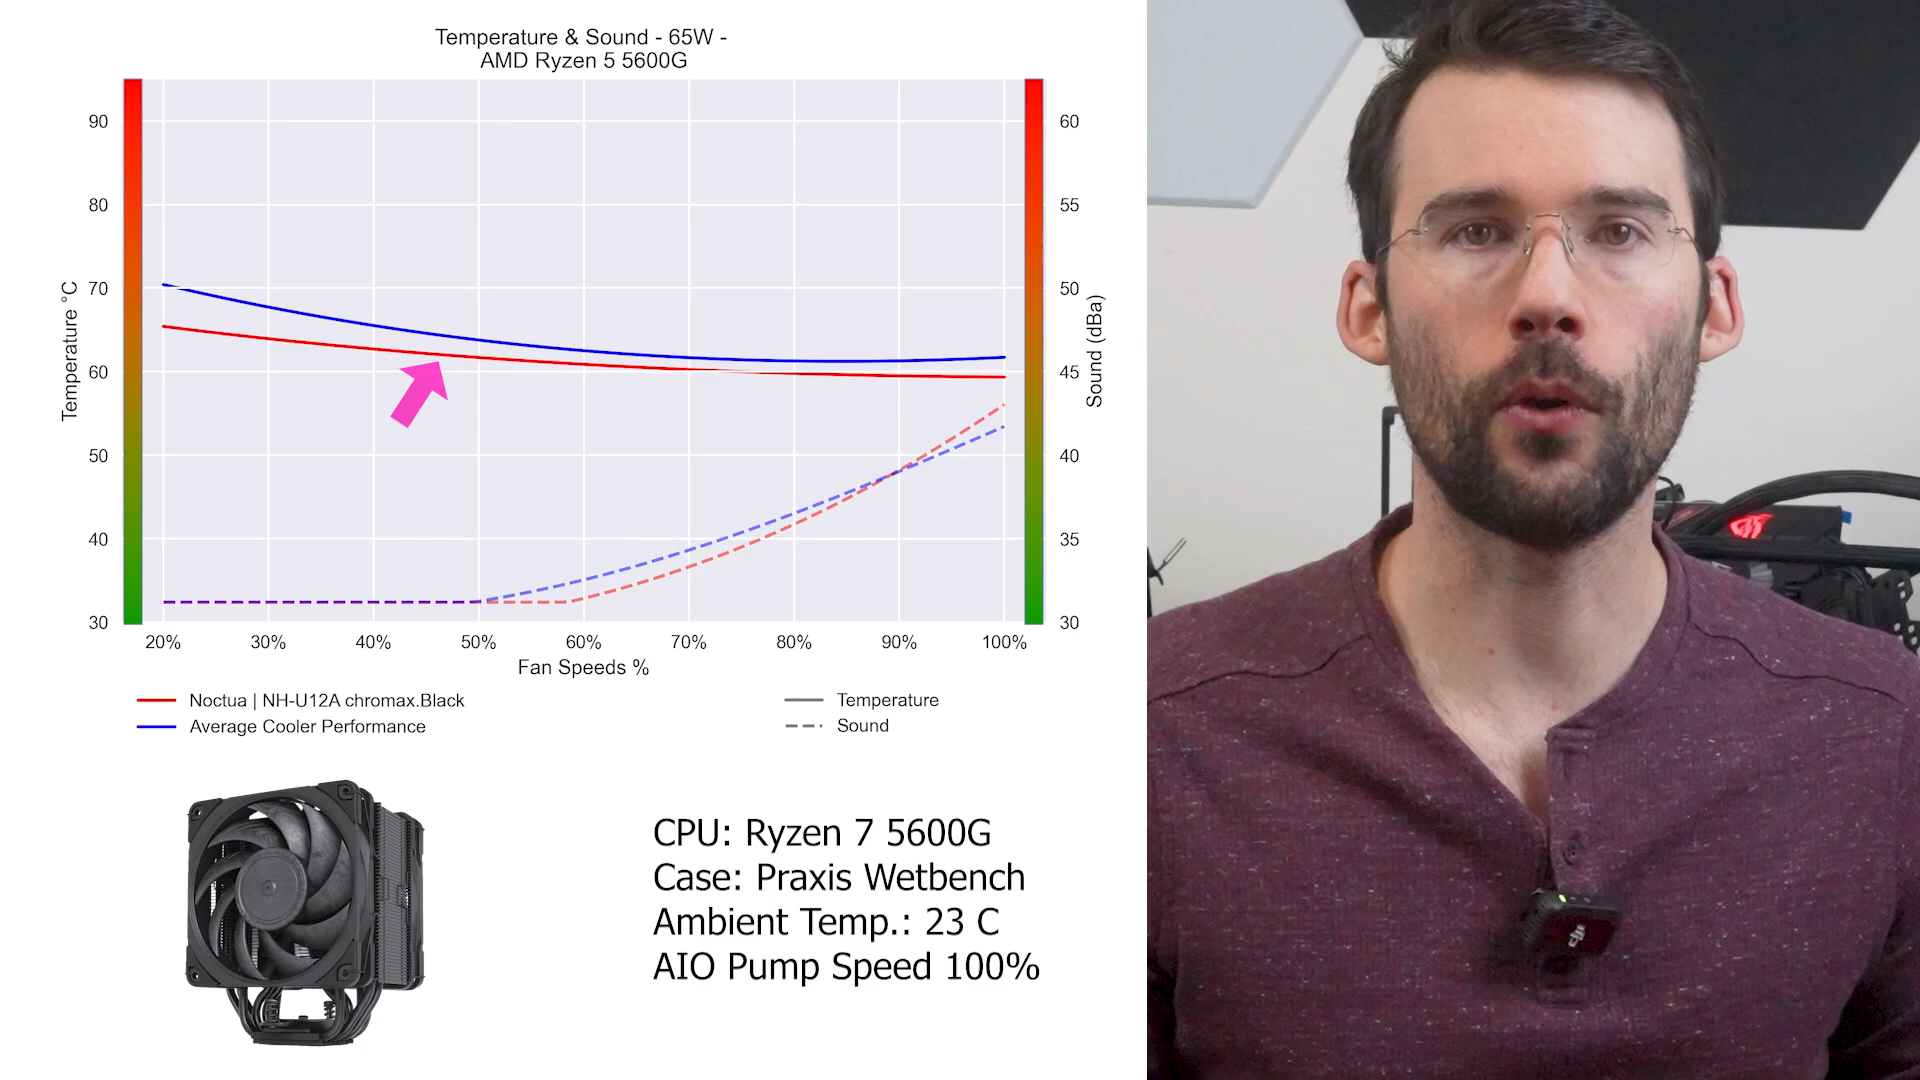 Temperature & Sound - 65W -
AMD Ryzen 5 5600G
90
80
70
60
50
40
30
Temperature °C
60
55
50
45
40
35
30
Sound (dBa)
20% 30% 40% 50% 60% 70% 80% 90% 100%
Fan Speeds %
Noctua | NH-U12A chromax.Black
Average Cooler Performance
Temperature
Sound
CPU: Ryzen 7 5600G
Case: Praxis Wetbench
Ambient Temp.: 23 C
AIO Pump Speed 100%
dji